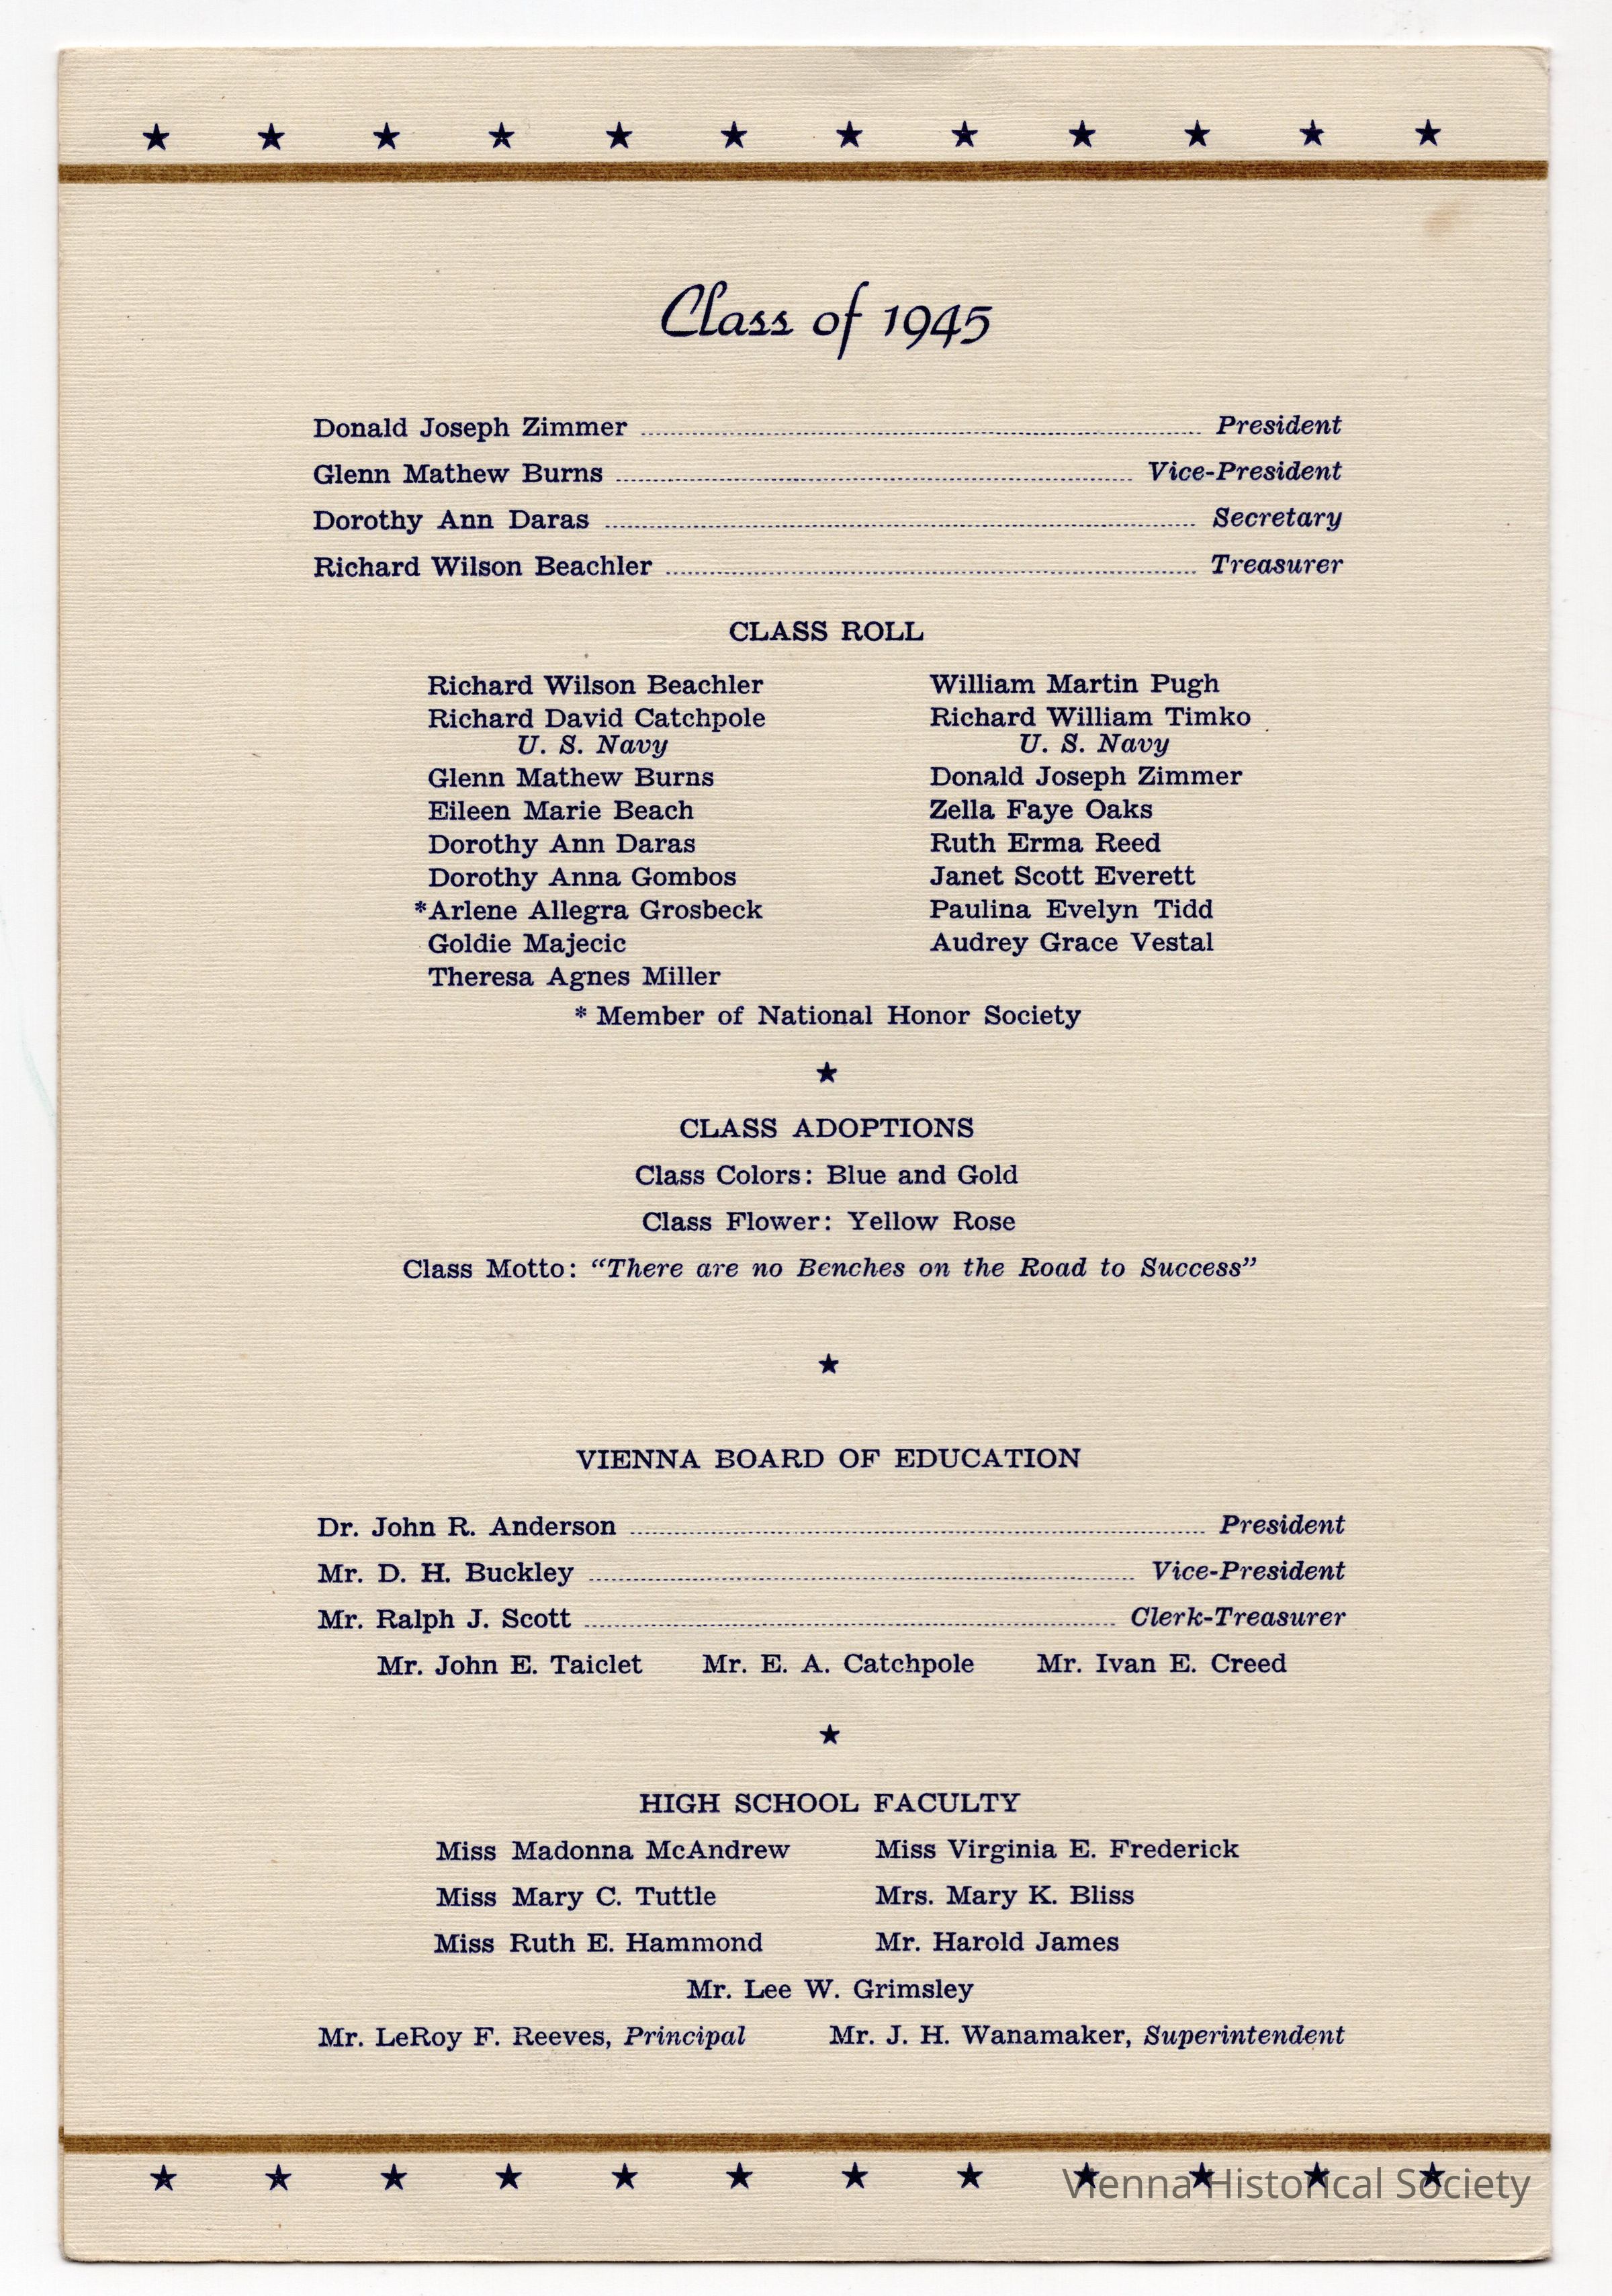 Class of 1945
Donald Joseph Zimmer President
Glenn Mathew Burns Vice-President
Dorothy Ann Daras Secretary
Richard Wilson Beachler Treasurer
CLASS ROLL
Richard Wilson Beachler
Richard David Catchpole
U. S. Navy
Glenn Mathew Burns
Eileen Marie Beach
Dorothy Ann Daras
Dorothy Anna Gombos
*Arlene Allegra Grosbeck
Goldie Majecic
Theresa Agnes Miller
William Martin Pugh
Richard William Timko
U. S. Navy
Donald Joseph Zimmer
Zella Faye Oaks
Ruth Erma Reed
Janet Scott Everett
Paulina Evelyn Tidd
Audrey Grace Vestal
* Member of National Honor Society
CLASS ADOPTIONS
Class Colors: Blue and Gold
Class Flower: Yellow Rose
Class Motto: “There are no Benches on the Road to Success”
VIENNA BOARD OF EDUCATION
Dr. John R. Anderson President
Mr. D. H. Buckley Vice-President
Mr. Ralph J. Scott Clerk-Treasurer
Mr. John E. Taiclet Mr. E. A. Catchpole Mr. Ivan E. Creed
HIGH SCHOOL FACULTY
Miss Madonna McAndrew Miss Virginia E. Frederick
Miss Mary C. Tuttle Mrs. Mary K. Bliss
Miss Ruth E. Hammond Mr. Harold James
Mr. Lee W. Grimsley
Mr. LeRoy F. Reeves, Principal Mr. J. H. Wanamaker, Superintendent
Vienna Historical Society